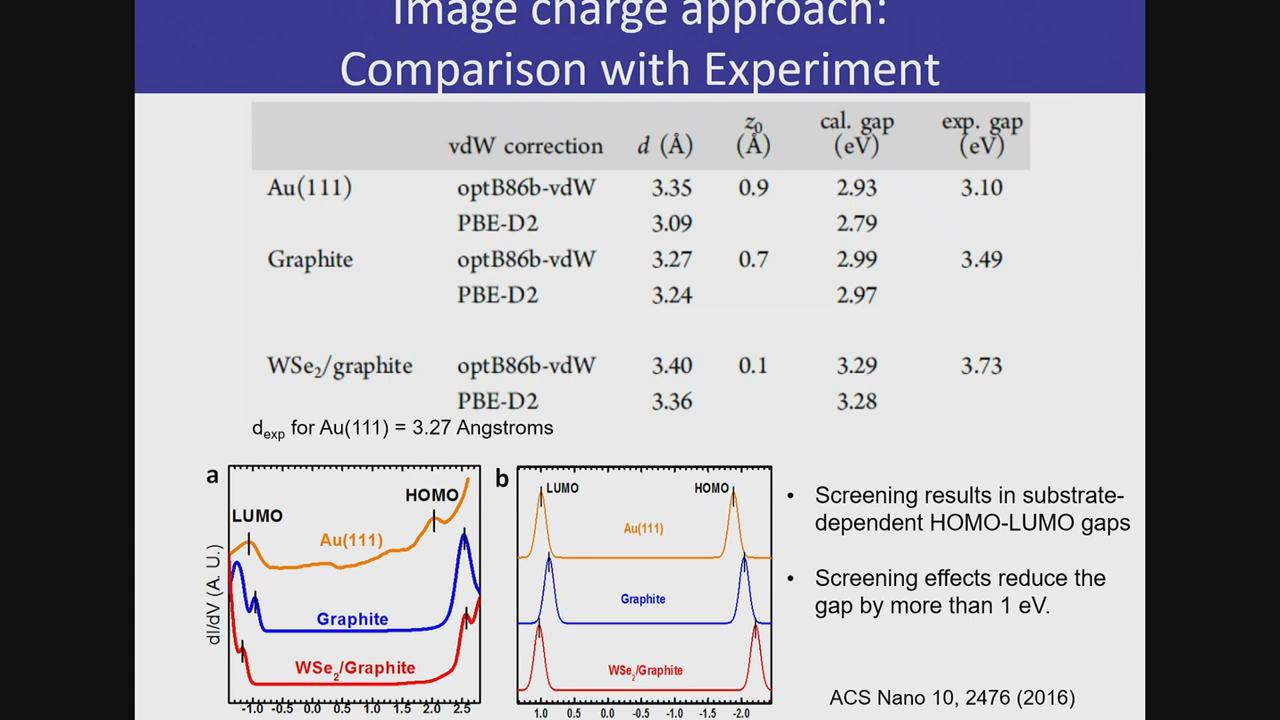 Image charge approach:
Comparison with Experiment
vdW correction d (Å) z₀ (Å) cal. gap (eV) exp. gap (eV)
Au(111) optB86b-vdW 3.35 0.9 2.93 3.10
PBE-D2 3.09 2.79
Graphite optB86b-vdW 3.27 0.7 2.99 3.49
PBE-D2 3.24 2.97
WSe₂/graphite optB86b-vdW 3.40 0.1 3.29 3.73
PBE-D2 3.36 3.28
dexp for Au(111) = 3.27 Angstroms
a
dI/dV (A. U.)
LUMO
HOMO
Au(111)
Graphite
WSe₂/Graphite
-1.0 -0.5 0.0 0.5 1.0 1.5 2.0 2.5
b
LUMO
HOMO
Au(111)
Graphite
WSe₂/Graphite
1.0 0.5 0.0 -0.5 -1.0 -1.5 -2.0
• Screening results in substrate-
dependent HOMO-LUMO gaps
• Screening effects reduce the
gap by more than 1 eV.
ACS Nano 10, 2476 (2016)